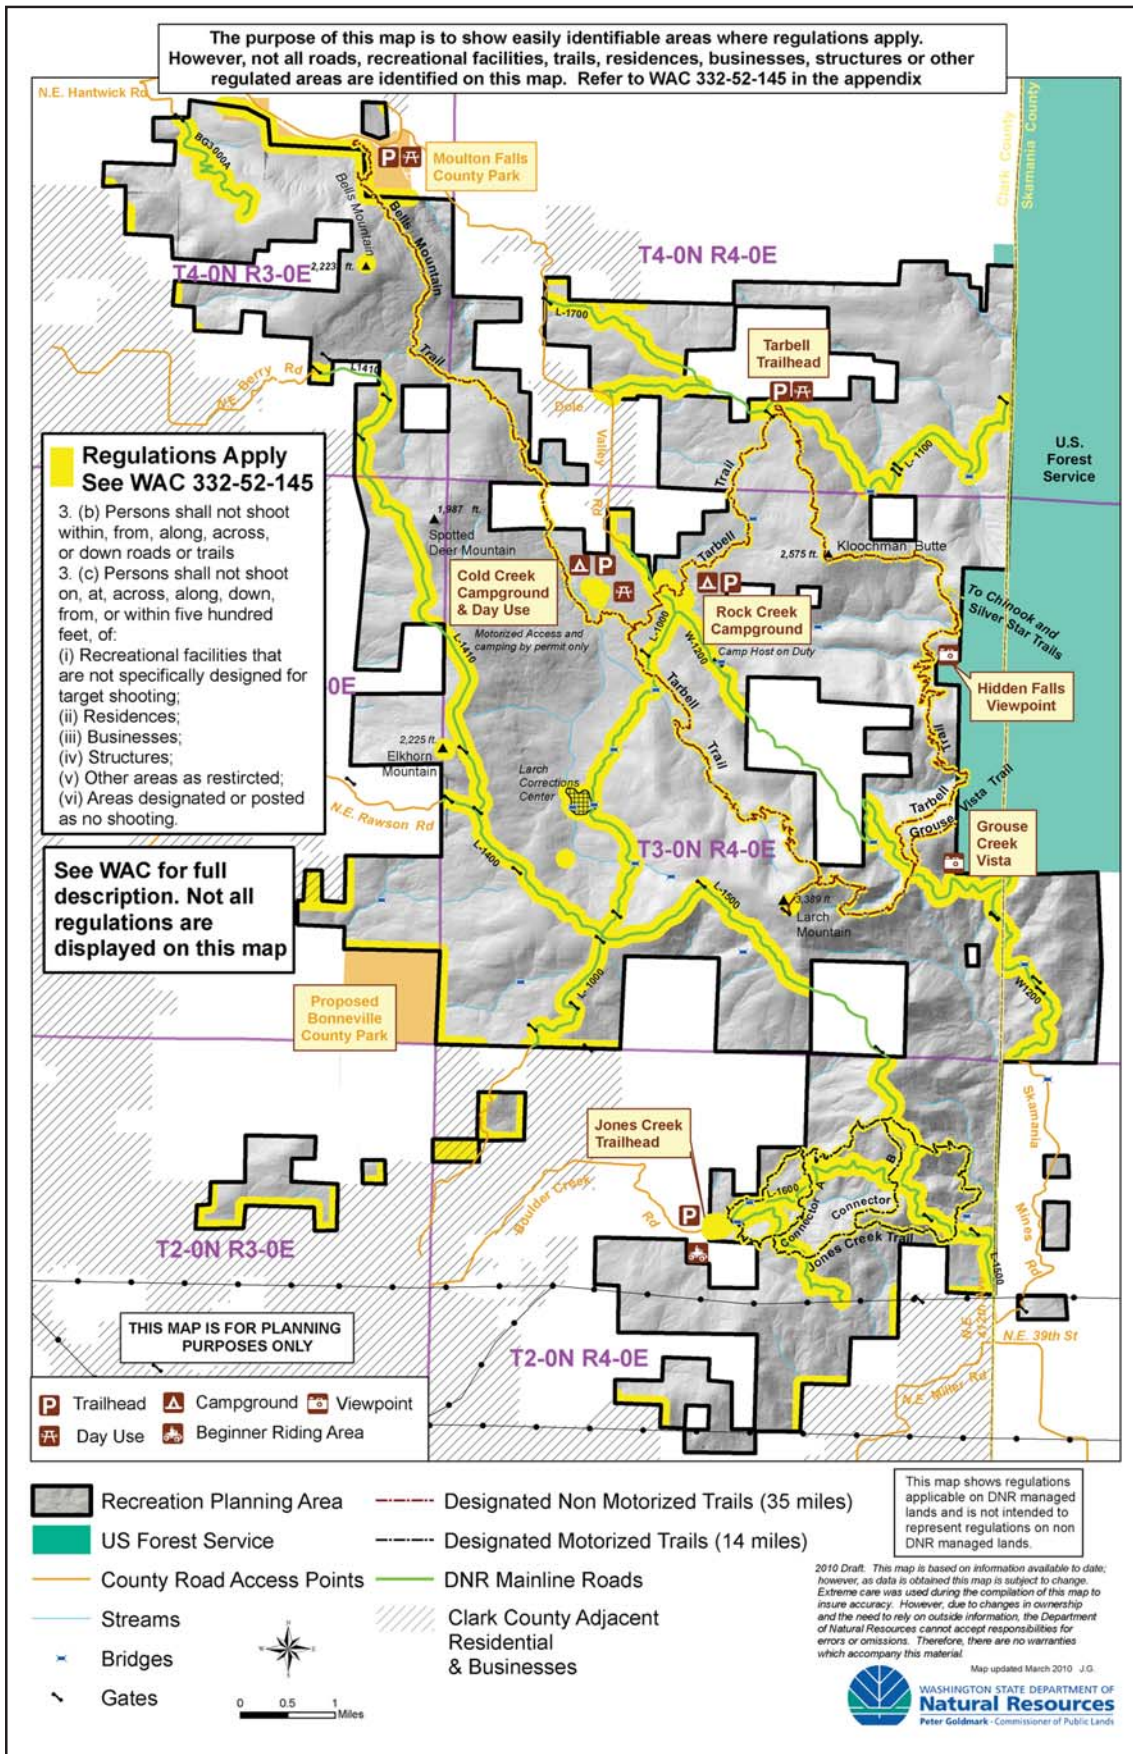 The purpose of this map is to show easily identifiable areas where regulations apply.
However, not all roads, recreational facilities, trails, residences, businesses, structures or other
regulated areas are identified on this map. Refer to WAC 332-52-145 in the appendix
N.E. Hantwick Rd
BG3000A
Moulton Falls
County Park
Clark County
Skamania County
Bells Mountain
2,223 ft.
Bells Mountain
Trail
T4-0N R3-0E
T4-0N R4-0E
L-1700
Tarbell
Trailhead
N.E. Berry Rd
L1410
Dole
Valley
Rd
L-1100
U.S.
Forest
Service
Regulations Apply
See WAC 332-52-145
3. (b) Persons shall not shoot
within, from, along, across,
or down roads or trails
3. (c) Persons shall not shoot
on, at, across, along, down,
from, or within five hundred
feet, of:
(i) Recreational facilities that
are not specifically designed for
target shooting;
(ii) Residences;
(iii) Businesses;
(iv) Structures;
(v) Other areas as restircted;
(vi) Areas designated or posted
as no shooting.
1,987 ft.
Spotted
Deer Mountain
Trail
Tarbell
2,575 ft.
Kloochman Butte
Cold Creek
Campground
& Day Use
Motorized Access and
camping by permit only
Rock Creek
Campground
Camp Host on Duty
To Chinook and
Silver Star Trails
L-1000
W-1200
L-1410
0E
Hidden Falls
Viewpoint
Tarbell
Trail
2,225 ft.
Elkhorn
Mountain
Larch
Corrections
Center
Trail
Tarbell
Grouse Vista Trail
N.E. Rawson Rd
L-1400
T3-0N R4-0E
Grouse
Creek
Vista
See WAC for full
description. Not all
regulations are
displayed on this map
L-1500
3,389 ft.
Larch
Mountain
L-1000
W1200
Proposed
Bonneville
County Park
Skamania
Mines
Rd
Jones Creek
Trailhead
Boulder Creek
Rd
L-1600
Connector A
B
Connector
Jones Creek Trail
L-1500
T2-0N R3-0E
N.E. 412th Ave
N.E. 39th St
N.E. Miller Rd
THIS MAP IS FOR PLANNING
PURPOSES ONLY
T2-0N R4-0E
P Trailhead
Campground
Viewpoint
Day Use
Beginner Riding Area
Recreation Planning Area
US Forest Service
County Road Access Points
Streams
Bridges
Gates
Designated Non Motorized Trails (35 miles)
Designated Motorized Trails (14 miles)
DNR Mainline Roads
Clark County Adjacent
Residential
& Businesses
N
W E
S
0 0.5 1
Miles
This map shows regulations
applicable on DNR managed
lands and is not intended to
represent regulations on non
DNR managed lands.
2010 Draft: This map is based on information available to date;
however, as data is obtained this map is subject to change.
Extreme care was used during the compilation of this map to
insure accuracy. However, due to changes in ownership
and the need to rely on outside information, the Department
of Natural Resources cannot accept responsibilities for
errors or omissions. Therefore, there are no warranties
which accompany this material.
Map updated March 2010 J.G.
WASHINGTON STATE DEPARTMENT OF
Natural Resources
Peter Goldmark - Commissioner of Public Lands